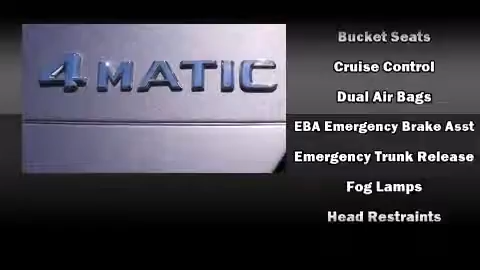 4MATIC
Bucket Seats
Cruise Control
Dual Air Bags
EBA Emergency Brake Asst
Emergency Trunk Release
Fog Lamps
Head Restraints